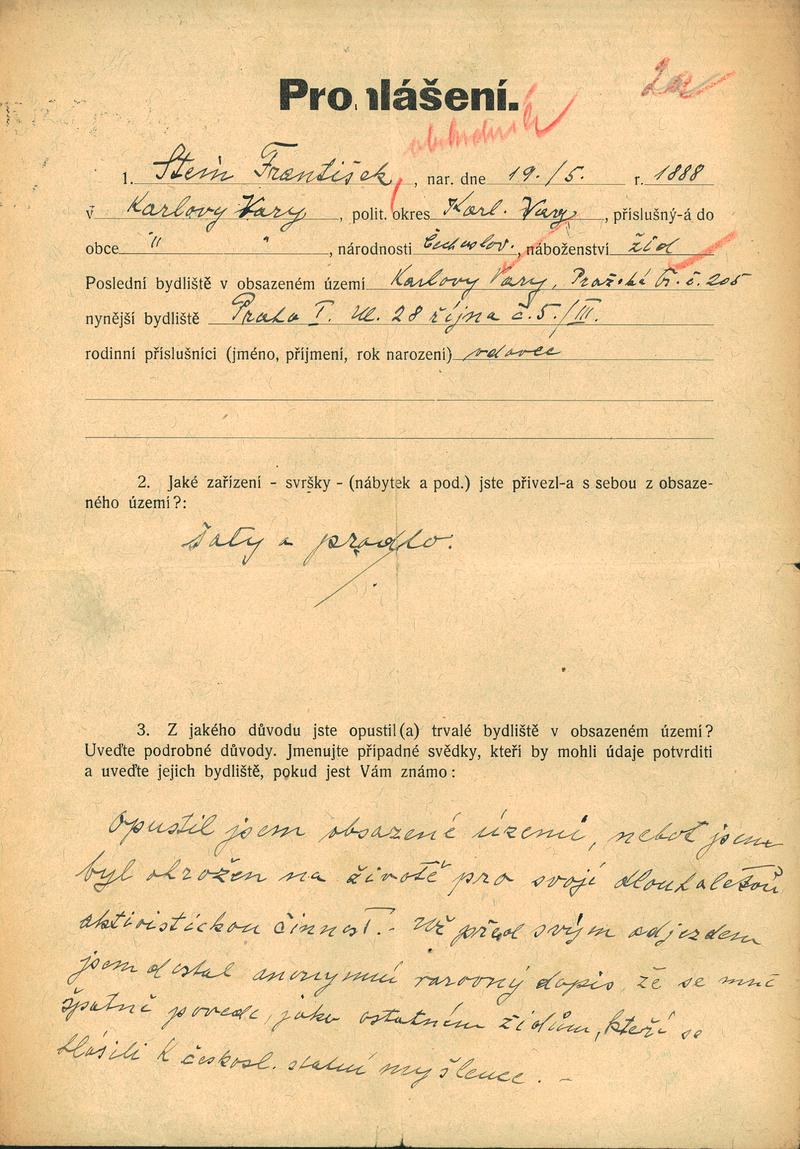 Prohlášení.
obchodník
1. Stein František, nar. dne 19./5. r. 1888
v Karlovy Vary, polit. okres Karl. Vary, příslušný-á do
obce " ", národnosti Čechoslov., náboženství žid
Poslední bydliště v obsazeném území Karlovy Vary, Pražská tř. č. 205
nynější bydliště Praha I. Ul. 28 října č. 5./III.
rodinní příslušníci (jméno, příjmení, rok narození) vdovec
2. Jaké zařízení - svršky - (nábytek a pod.) jste přivezl-a s sebou z obsaze-
ného území?:
šaty a prádlo.
3. Z jakého důvodu jste opustil(a) trvalé bydliště v obsazeném území?
Uveďte podrobné důvody. Jmenujte případné svědky, kteří by mohli údaje potvrditi
a uveďte jejich bydliště, pokud jest Vám známo:
Opustil jsem obsazené území, neboť jsem
byl ohrožen na životě pro svojí dlouholetou
aktivistickou činnost. - Už před svým odjezdem
jsem dostal anonymní varovný dopis, že se mně
špatně povede, jako ostatním židům, kteří se
hlásili k českosl. státní myšlence. -